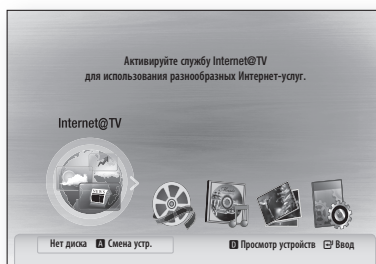 Активируйте службу Internet@TV
для использования разнообразных Интернет-услуг.
Internet@TV
Нет диска A Смена устр. D Просмотр устройств Ввод